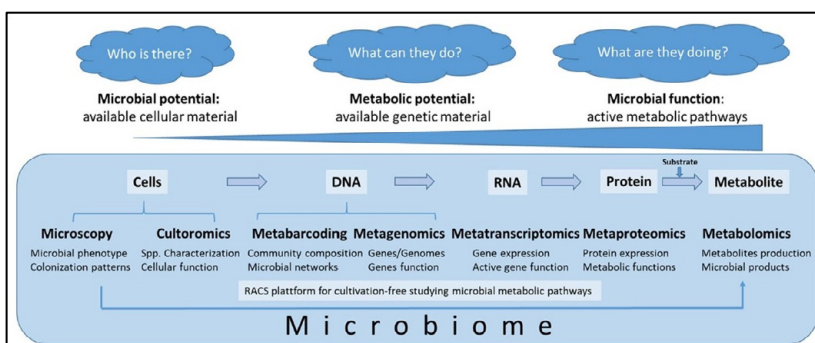 Who is there?
What can they do?
What are they doing?
Microbial potential:
available cellular material
Metabolic potential:
available genetic material
Microbial function:
active metabolic pathways
Substrate
Cells
DNA
RNA
Protein
Metabolite
Microscopy
Microbial phenotype
Colonization patterns
Cultoromics
Spp. Characterization
Cellular function
Metabarcoding
Community composition
Microbial networks
Metagenomics
Genes/Genomes
Genes function
Metatranscriptomics
Gene expression
Active gene function
Metaproteomics
Protein expression
Metabolic functions
Metabolomics
Metabolites production
Microbial products
RACS plattform for cultivation-free studying microbial metabolic pathways
Microbiome